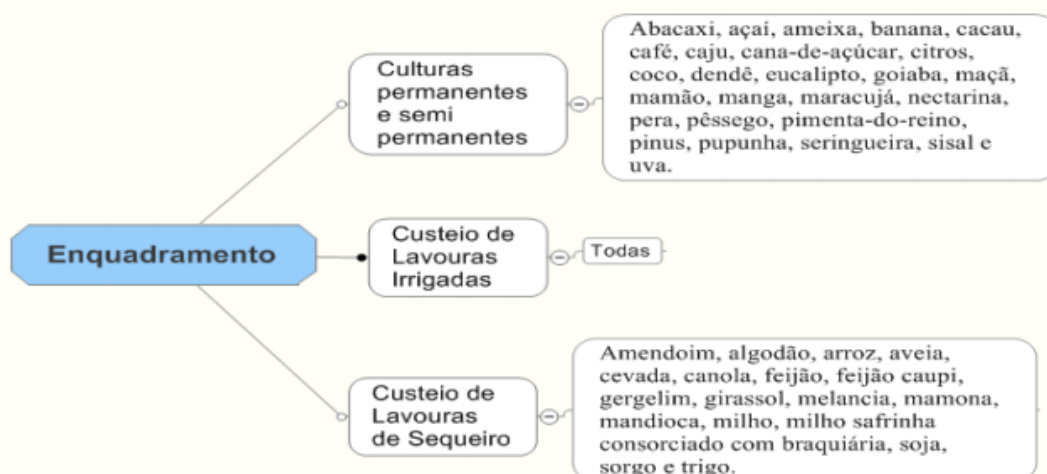 Enquadramento
Culturas
permanentes
e semi
permanentes
Abacaxi, açai, ameixa, banana, cacau,
café, caju, cana-de-açúcar, citros,
coco, dendê, eucalipto, goiaba, maçã,
mamão, manga, maracujá, nectarina,
pera, pêssego, pimenta-do-reino,
pinus, pupunha, seringueira, sisal e
uva.
Custeio de
Lavouras
Irrigadas
Todas
Custeio de
Lavouras
de Sequeiro
Amendoim, algodão, arroz, aveia,
cevada, canola, feijão, feijão caupi,
gergelim, girassol, melancia, mamona,
mandioca, milho, milho safrinha
consorciado com braquiária, soja,
sorgo e trigo.